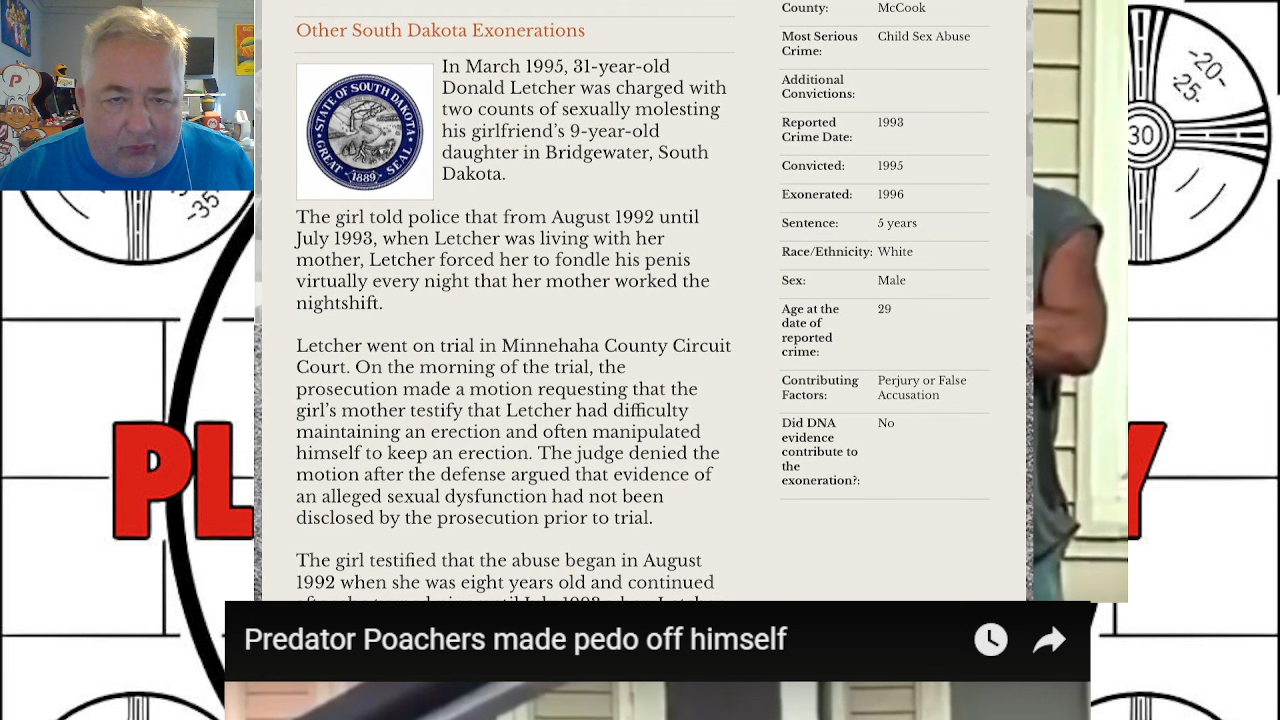 Other South Dakota Exonerations
In March 1995, 31-year-old
Donald Letcher was charged with
two counts of sexually molesting
his girlfriend's 9-year-old
daughter in Bridgewater, South
Dakota.
The girl told police that from August 1992 until
July 1993, when Letcher was living with her
mother, Letcher forced her to fondle his penis
virtually every night that her mother worked the
nightshift.
Letcher went on trial in Minnehaha County Circuit
Court. On the morning of the trial, the
prosecution made a motion requesting that the
girl's mother testify that Letcher had difficulty
maintaining an erection and often manipulated
himself to keep an erection. The judge denied the
motion after the defense argued that evidence of
an alleged sexual dysfunction had not been
disclosed by the prosecution prior to trial.
The girl testified that the abuse began in August
1992 when she was eight years old and continued
STATE OF SOUTH DAKOTA
GREAT SEAL
1889
County: McCook
Most Serious Child Sex Abuse
Crime:
Additional
Convictions:
Reported 1993
Crime Date:
Convicted: 1995
Exonerated: 1996
Sentence: 5 years
Race/Ethnicity: White
Sex: Male
Age at the 29
date of
reported
crime:
Contributing Perjury or False
Factors: Accusation
Did DNA No
evidence
contribute to
the
exoneration?:
-20-
-25-
30
-35-
PL
Y
Predator Poachers made pedo off himself